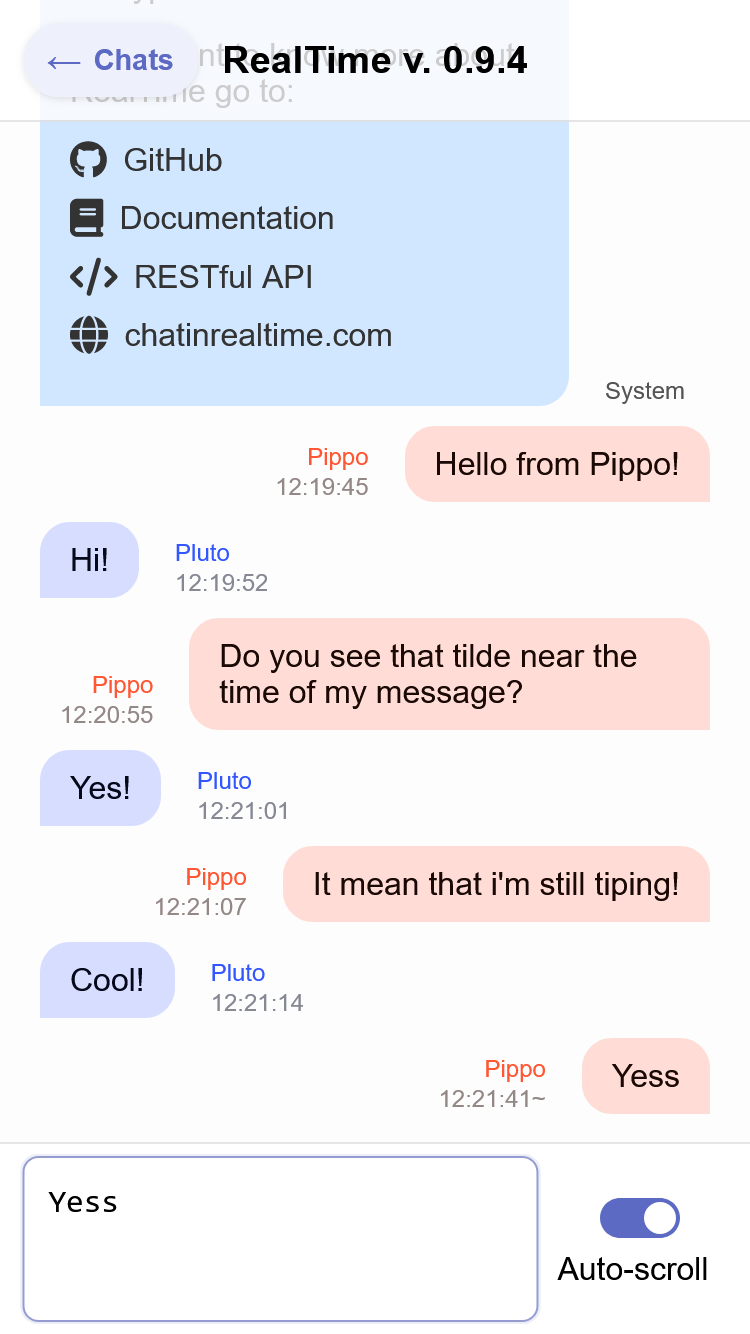 ← Chats
RealTime v. 0.9.4
to know more about
RealTime go to:
GitHub
Documentation
RESTful API
chatinrealtime.com
System
Pippo
12:19:45
Hello from Pippo!
Hi!
Pluto
12:19:52
Do you see that tilde near the
time of my message?
Pippo
12:20:55
Yes!
Pluto
12:21:01
Pippo
12:21:07
It mean that i'm still tiping!
Cool!
Pluto
12:21:14
Pippo
12:21:41~
Yess
Yess
Auto-scroll